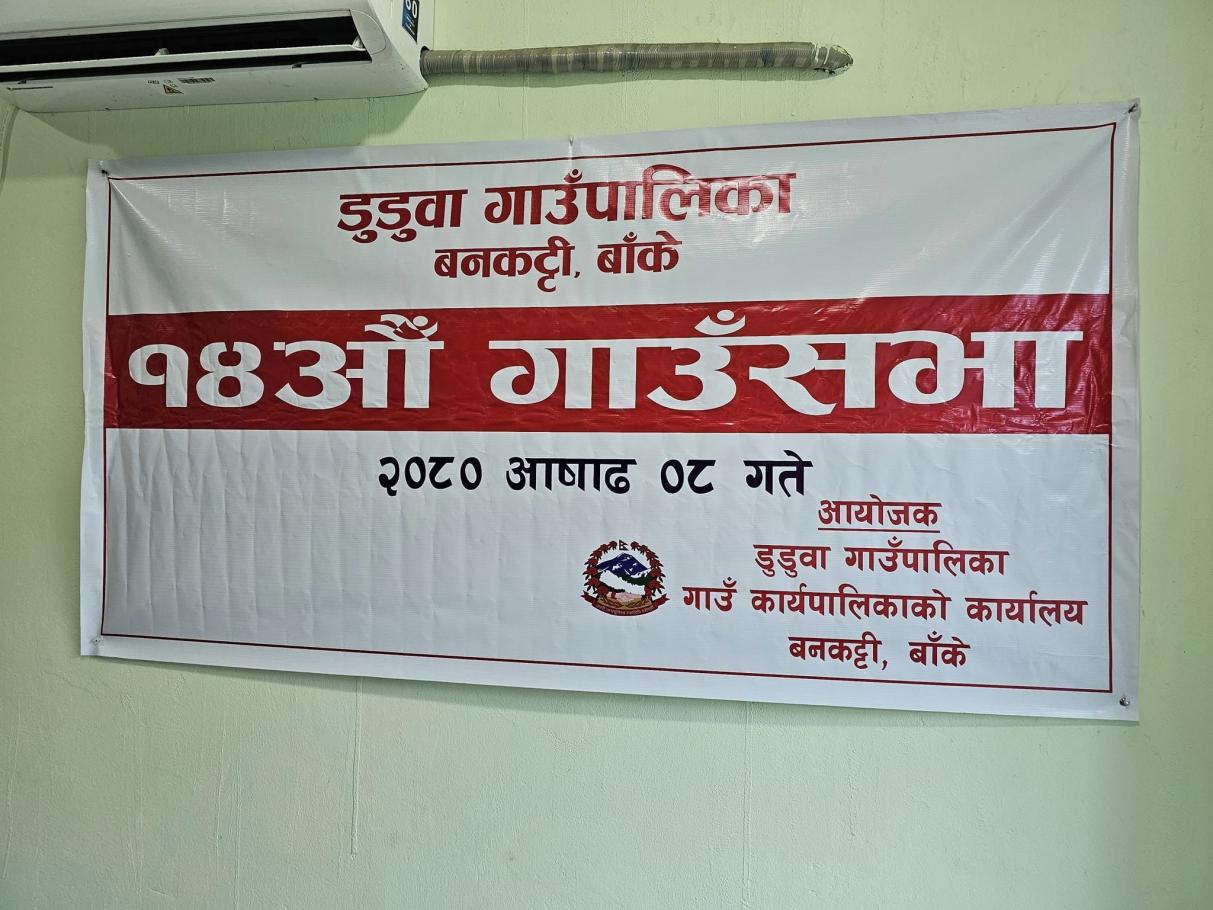 डुडुवा गाउँपालिका
बनकट्टी, बाँके
१४औँ गाउँसभा
२०८० आषाढ ०८ गते
आयोजक
डुडुवा गाउँपालिका
गाउँ कार्यपालिकाको कार्यालय
बनकट्टी, बाँके